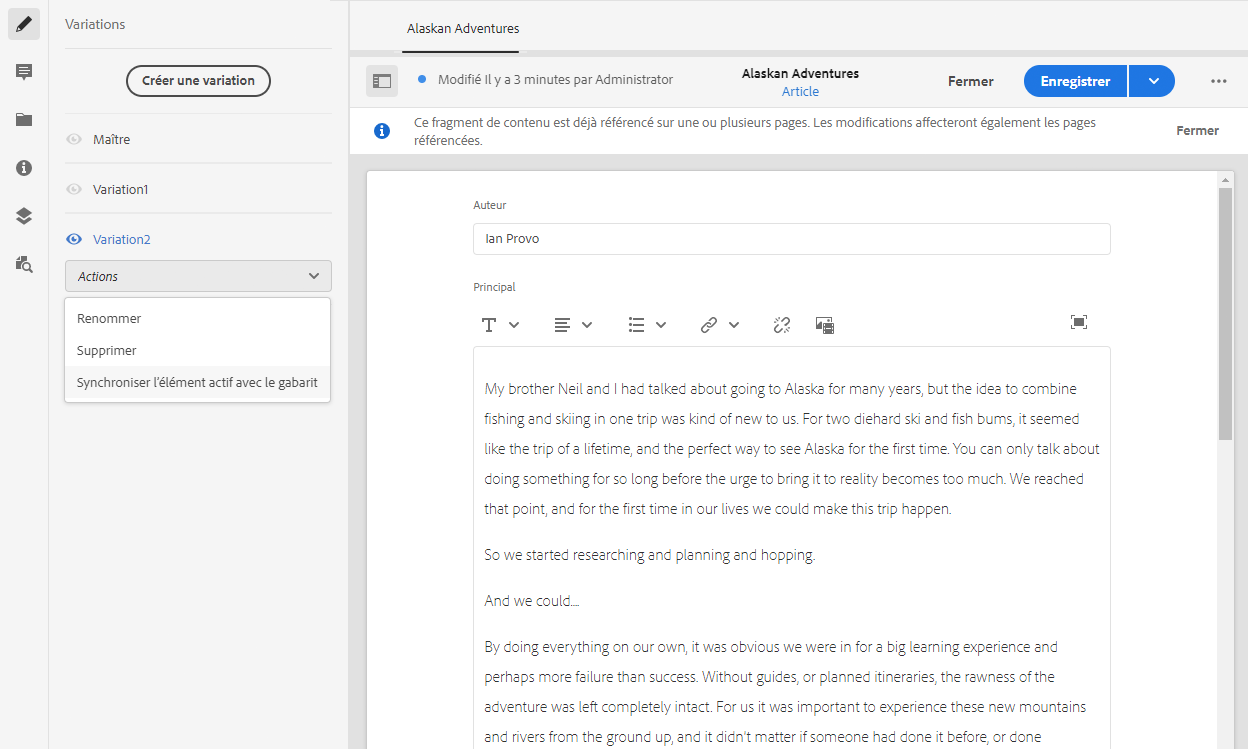 Variations
Créer une variation
Maître
Variation1
Variation2
Actions
Renommer
Supprimer
Synchroniser l'élément actif avec le gabarit
Alaskan Adventures
Modifié Il y a 3 minutes par Administrator
Alaskan Adventures
Article
Fermer
Enregistrer
Ce fragment de contenu est déjà référencé sur une ou plusieurs pages. Les modifications affecteront également les pages
référencées.
Fermer
Auteur
Ian Provo
Principal
My brother Neil and I had talked about going to Alaska for many years, but the idea to combine
fishing and skiing in one trip was kind of new to us. For two diehard ski and fish bums, it seemed
like the trip of a lifetime, and the perfect way to see Alaska for the first time. You can only talk about
doing something for so long before the urge to bring it to reality becomes too much. We reached
that point, and for the first time in our lives we could make this trip happen.
So we started researching and planning and hopping.
And we could....
By doing everything on our own, it was obvious we were in for a big learning experience and
perhaps more failure than success. Without guides, or planned itineraries, the rawness of the
adventure was left completely intact. For us it was important to experience these new mountains
and rivers from the ground up, and it didn't matter if someone had done it before, or done